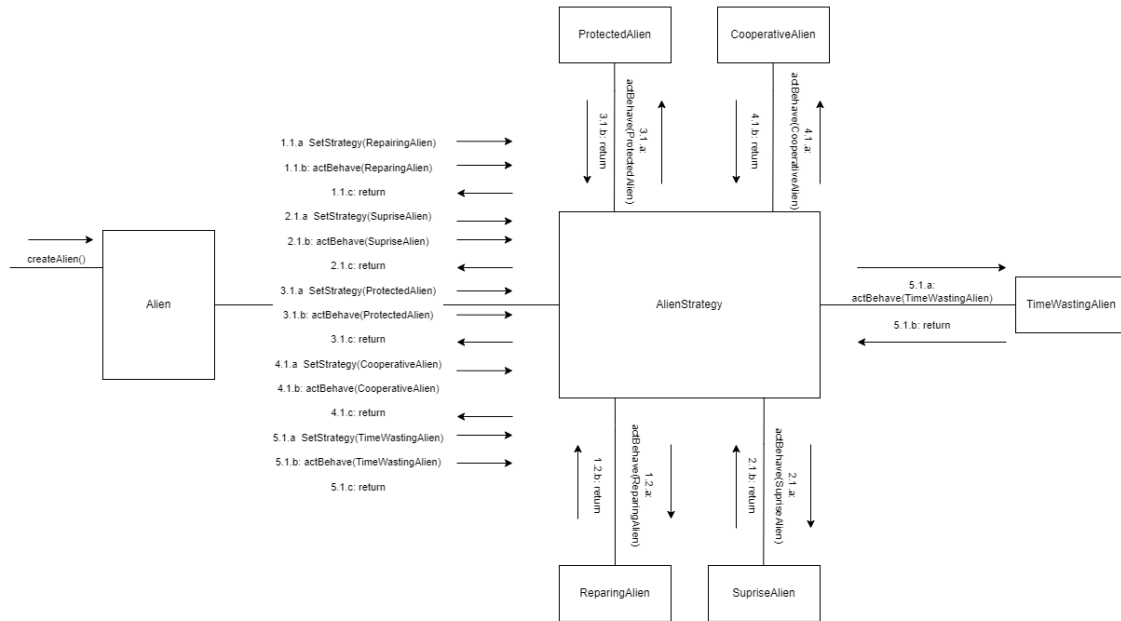 ProtectedAlien
CooperativeAlien
3.1.b: return
3.1.a:
actBehave(ProtectedAlien)
4.1.b: return
4.1.a:
actBehave(CooperativeAlien)
1.1.a SetStrategy(RepairingAlien)
1.1.b: actBehave(ReparingAlien)
1.1.c: return
2.1.a SetStrategy(SupriseAlien)
2.1.b: actBehave(SupriseAlien)
2.1.c: return
3.1.a SetStrategy(ProtectedAlien)
3.1.b: actBehave(ProtectedAlien)
3.1.c: return
4.1.a SetStrategy(CooperativeAlien)
4.1.b: actBehave(CooperativeAlien)
4.1.c: return
5.1.a SetStrategy(TimeWastingAlien)
5.1.b: actBehave(TimeWastingAlien)
5.1.c: return
createAlien()
Alien
AlienStrategy
5.1.a:
actBehave(TimeWastingAlien)
5.1.b: return
TimeWastingAlien
1.2.b: return
1.2.a:
actBehave(ReparingAlien)
2.1.b: return
2.1.a:
actBehave(SupriseAlien)
ReparingAlien
SupriseAlien